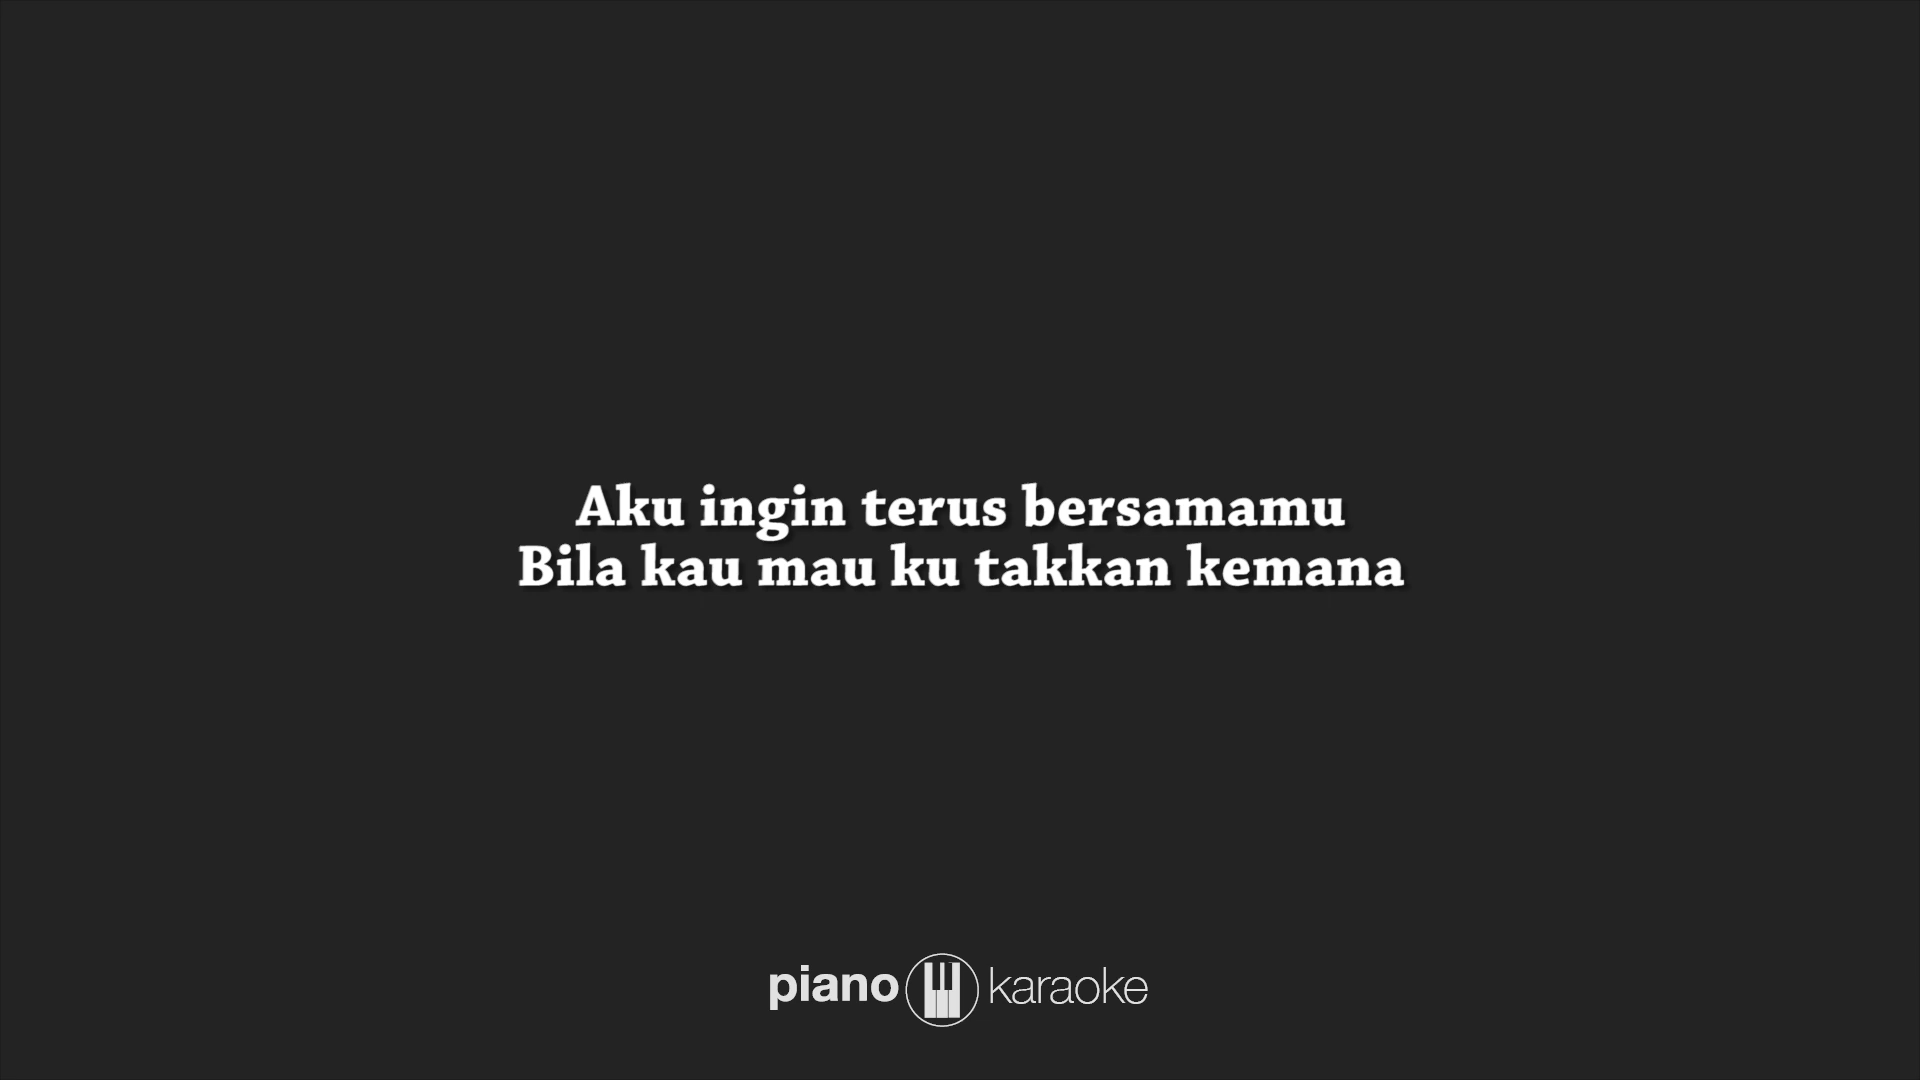 Aku ingin terus bersamamu
Bila kau mau ku takkan kemana
piano karaoke